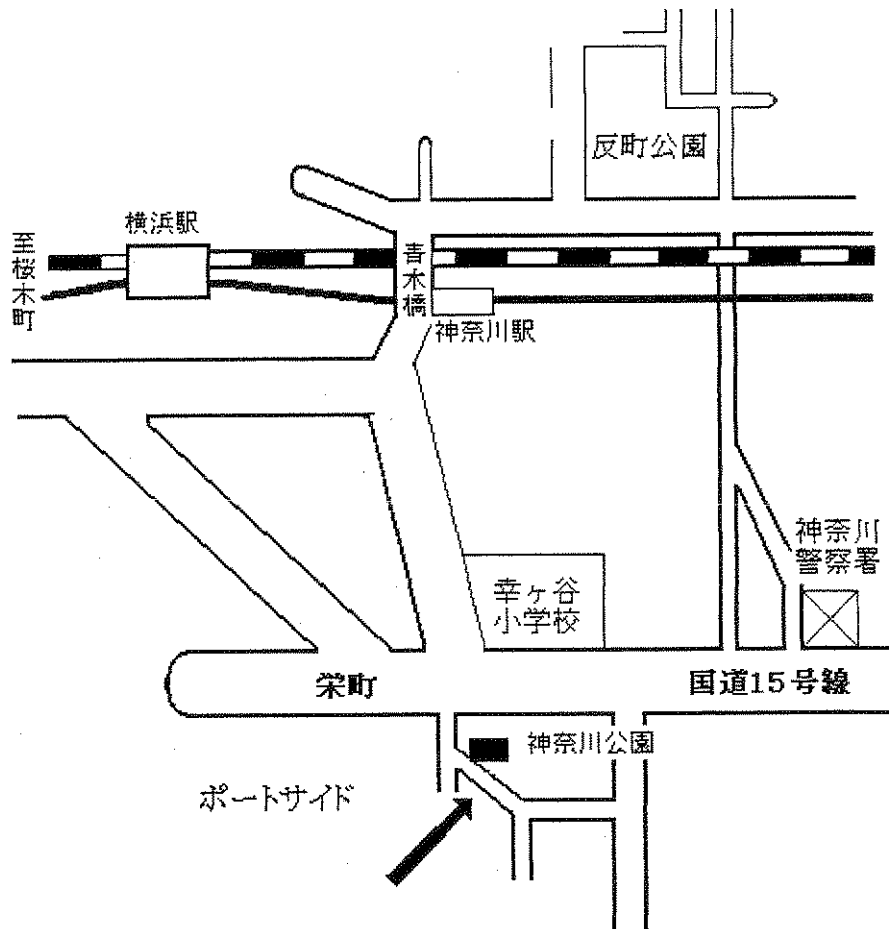 反町公園
横浜駅
至桜木町
青木橋
神奈川駅
神奈川
警察署
幸ヶ谷
小学校
栄町
国道15号線
神奈川公園
ポートサイド